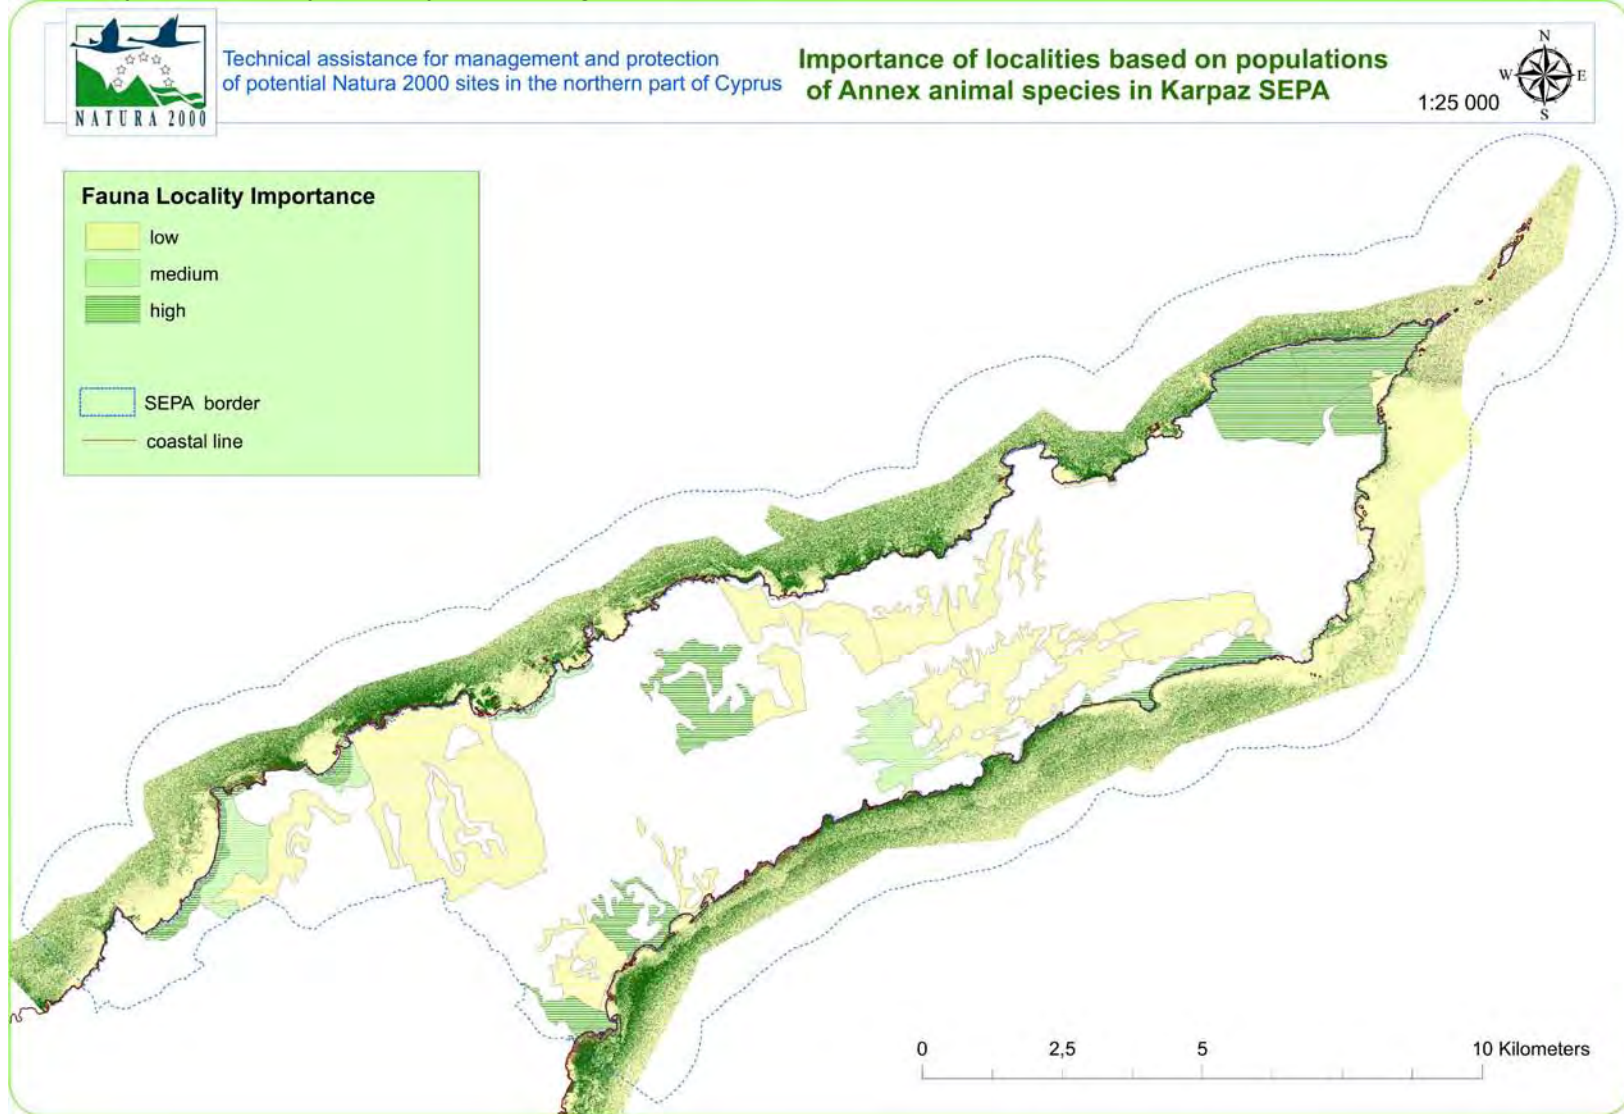 Technical assistance for management and protection
of potential Natura 2000 sites in the northern part of Cyprus
Importance of localities based on populations
of Annex animal species in Karpaz SEPA
1:25 000
N
W
E
S
NATURA 2000
Fauna Locality Importance
low
medium
high
SEPA border
coastal line
0
2,5
5
10 Kilometers